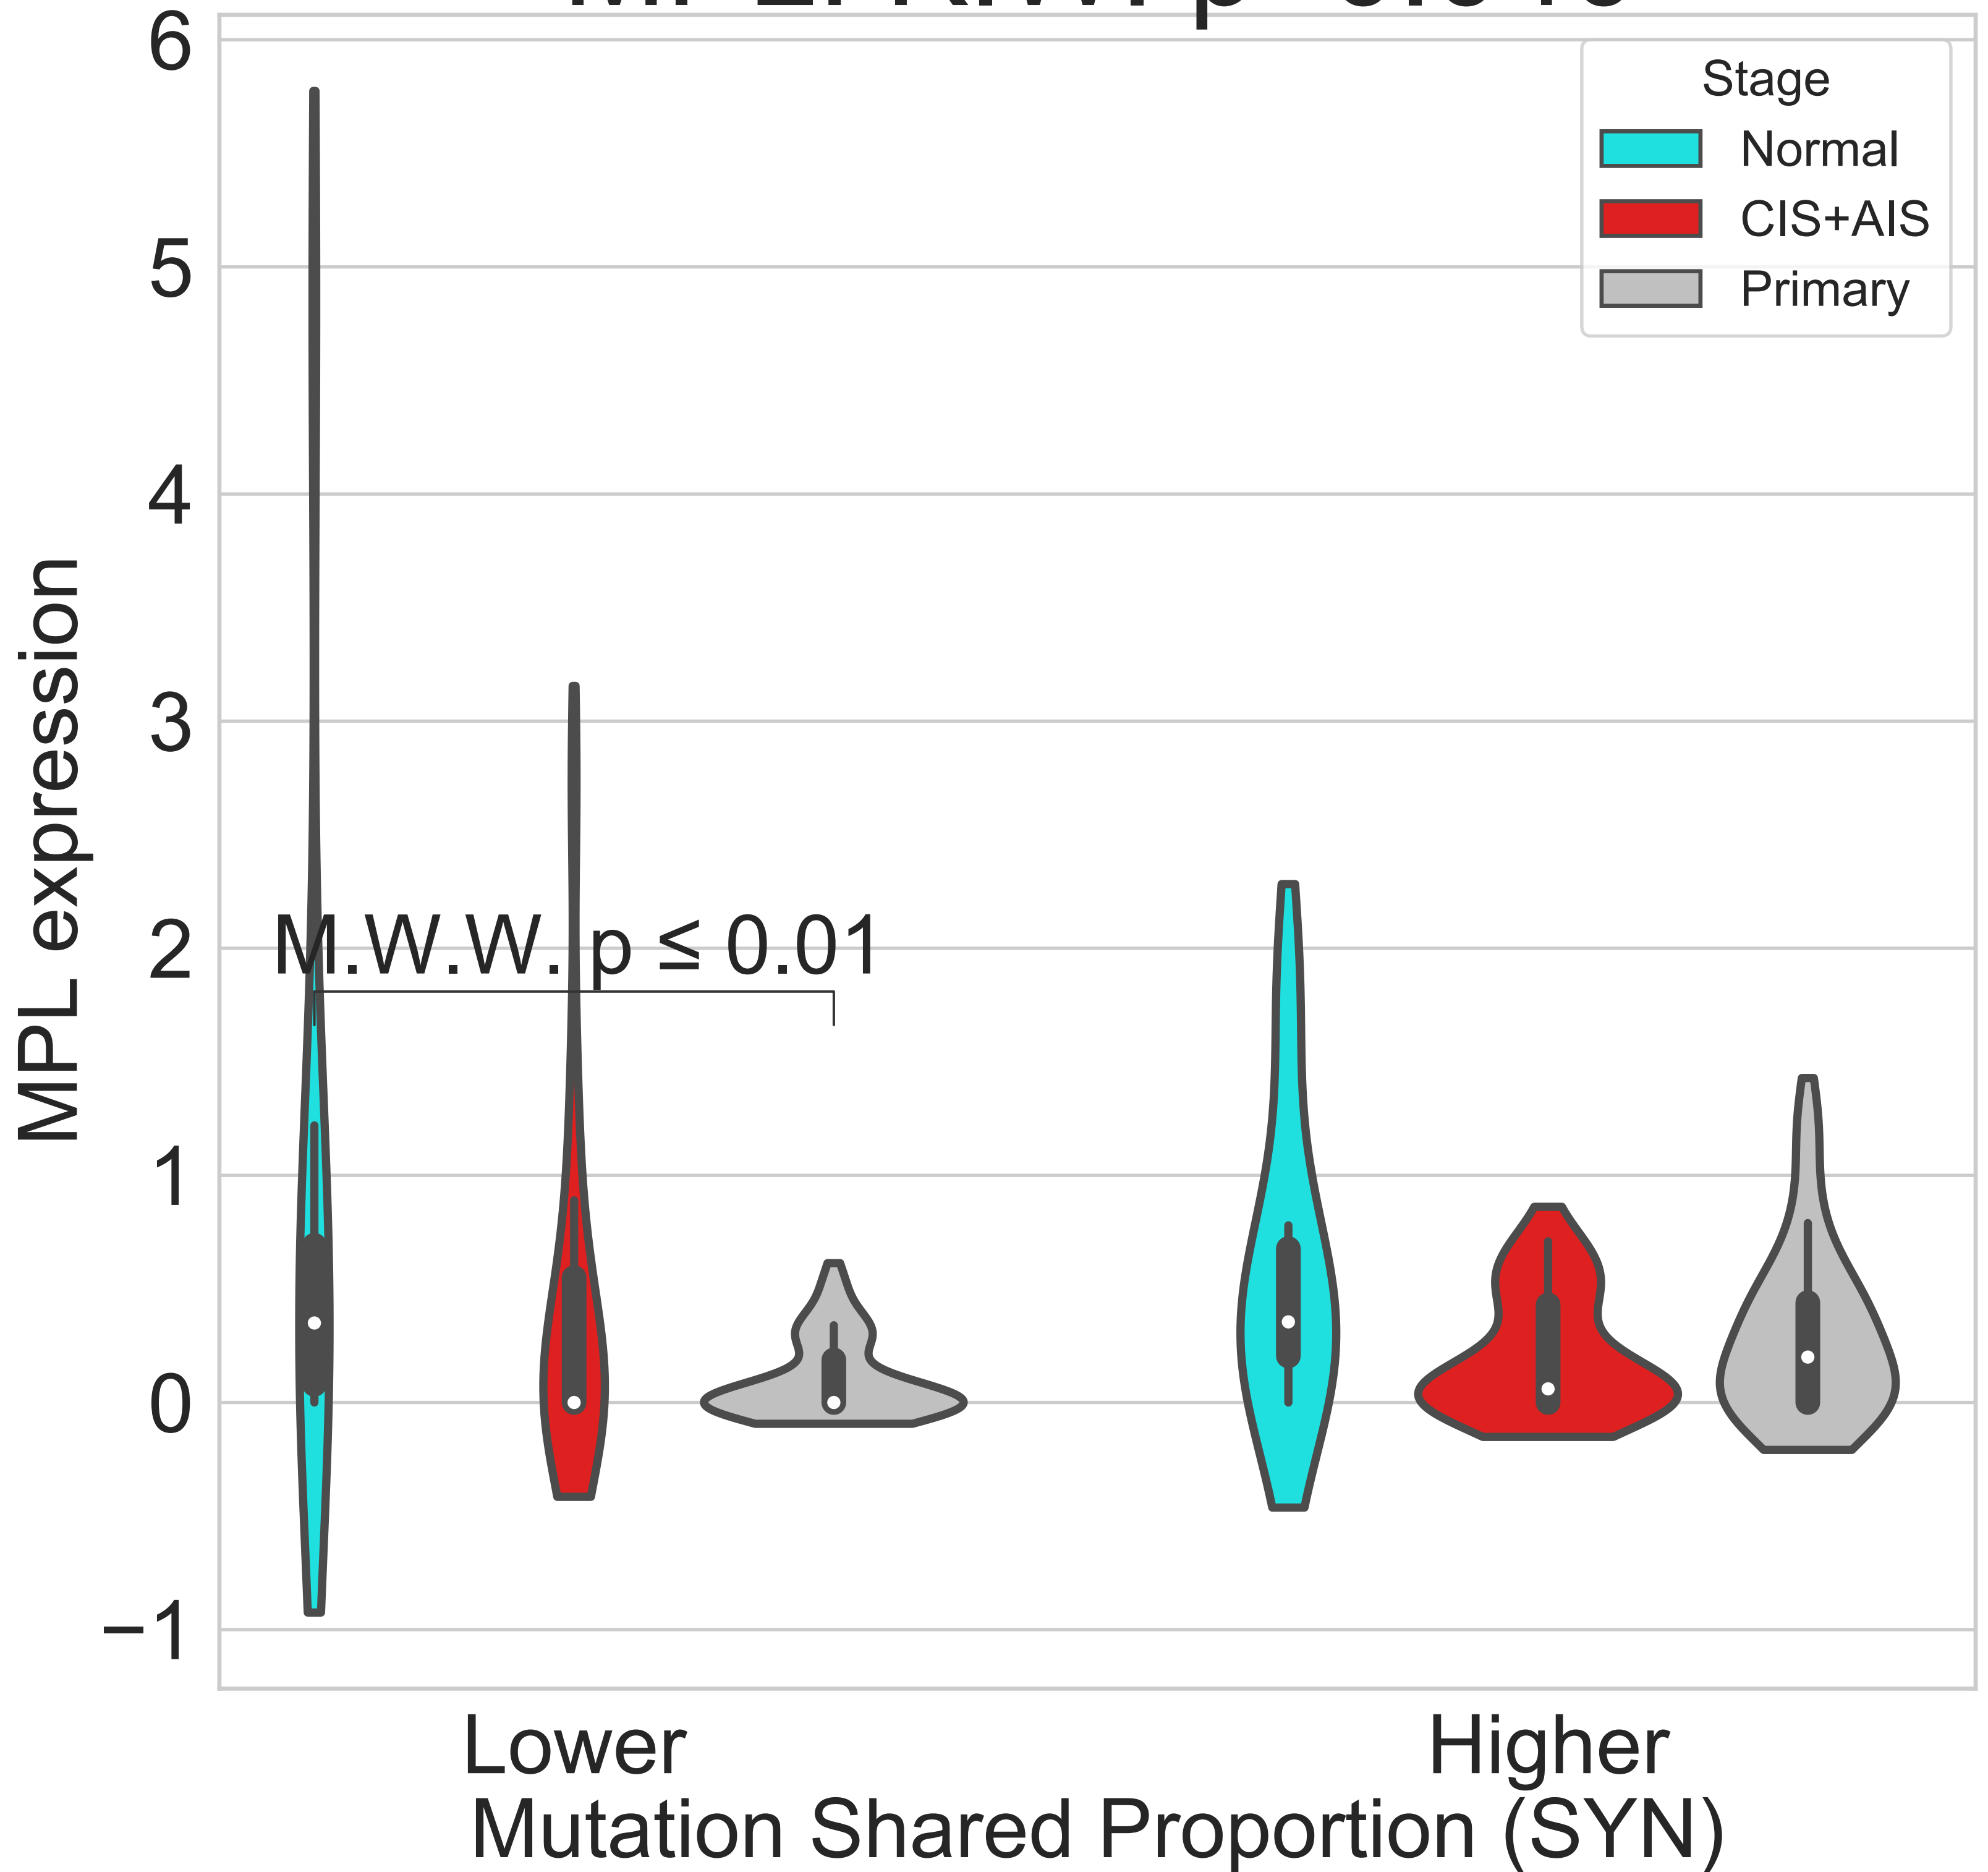 6
5
4
3
2
1
0
−1
MPL expression
Stage
Normal
CIS+AIS
Primary
M.W.W. p ≤ 0.01
Lower
Higher
Mutation Shared Proportion (SYN)